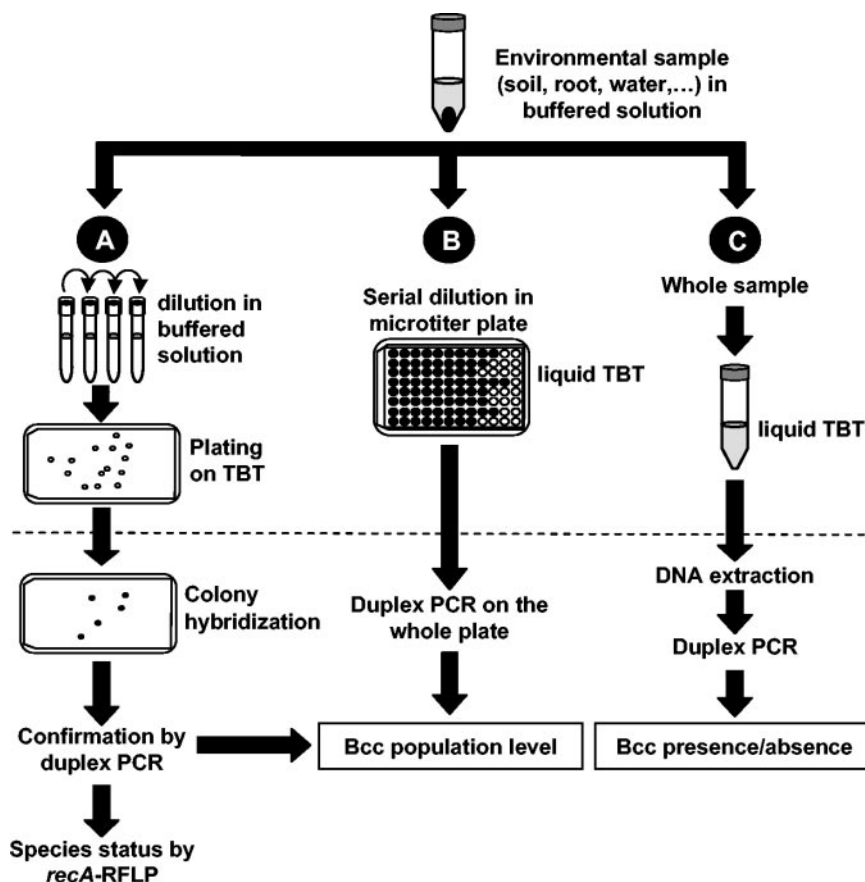 Environmental sample
(soil, root, water,...) in
buffered solution
A
B
C
dilution in
buffered
solution
Plating
on TBT
Colony
hybridization
Confirmation by
duplex PCR
Species status by
recA-RFLP
Serial dilution in
microtiter plate
liquid TBT
Duplex PCR on the
whole plate
Bcc population level
Whole sample
liquid TBT
DNA extraction
Duplex PCR
Bcc presence/absence